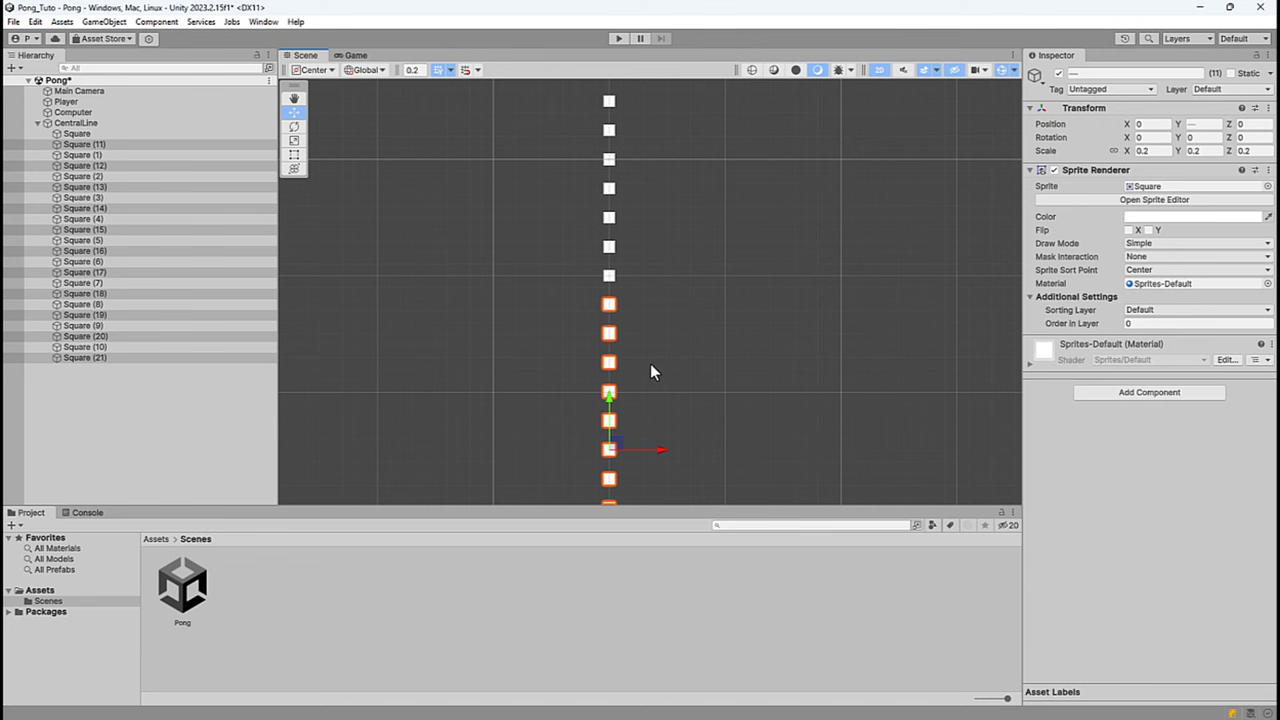 Pong_Tuto - Pong - Windows, Mac, Linux - Unity 2023.2.15f1* <DX11>
File Edit Assets GameObject Component Services Jobs Window Help
P Asset Store Layers Default
Hierarchy
All
Pong*
Main Camera
Player
Computer
CentralLine
Square
Square (11)
Square (1)
Square (12)
Square (2)
Square (13)
Square (3)
Square (14)
Square (4)
Square (15)
Square (5)
Square (16)
Square (6)
Square (17)
Square (7)
Square (18)
Square (8)
Square (19)
Square (9)
Square (20)
Square (10)
Square (21)
Scene Game
Center Global 0.2 2D
Inspector
— (11) Static
Tag Untagged Layer Default
Transform
Position X 0 Y — Z 0
Rotation X 0 Y 0 Z 0
Scale X 0.2 Y 0.2 Z 0.2
Sprite Renderer
Sprite Square
Open Sprite Editor
Color
Flip X Y
Draw Mode Simple
Mask Interaction None
Sprite Sort Point Center
Material Sprites-Default
Additional Settings
Sorting Layer Default
Order in Layer 0
Sprites-Default (Material)
Shader Sprites/Default Edit...
Add Component
Asset Labels
Project Console
20
Favorites
All Materials
All Models
All Prefabs
Assets
Scenes
Packages
Assets > Scenes
Pong